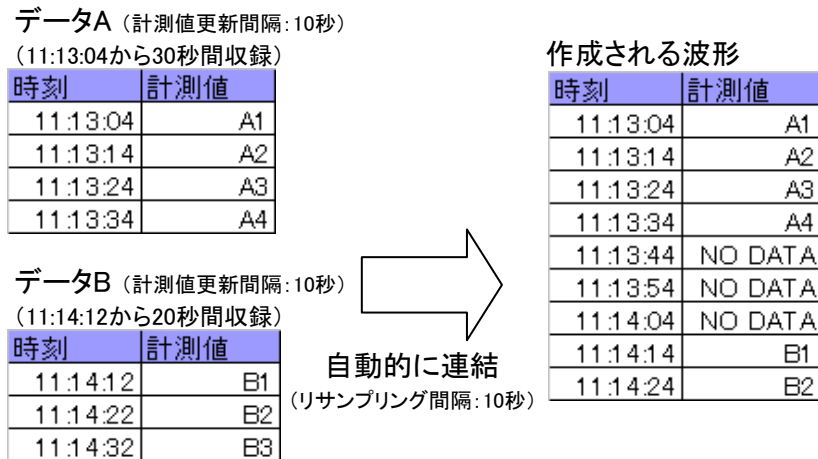 データA（計測値更新間隔：10秒）
（11:13:04から30秒間収録）
時刻 計測値
11:13:04 A1
11:13:14 A2
11:13:24 A3
11:13:34 A4
データB（計測値更新間隔：10秒）
（11:14:12から20秒間収録）
時刻 計測値
11:14:12 B1
11:14:22 B2
11:14:32 B3
自動的に連結
（リサンプリング間隔：10秒）
作成される波形
時刻 計測値
11:13:04 A1
11:13:14 A2
11:13:24 A3
11:13:34 A4
11:13:44 NO DATA
11:13:54 NO DATA
11:14:04 NO DATA
11:14:14 B1
11:14:24 B2